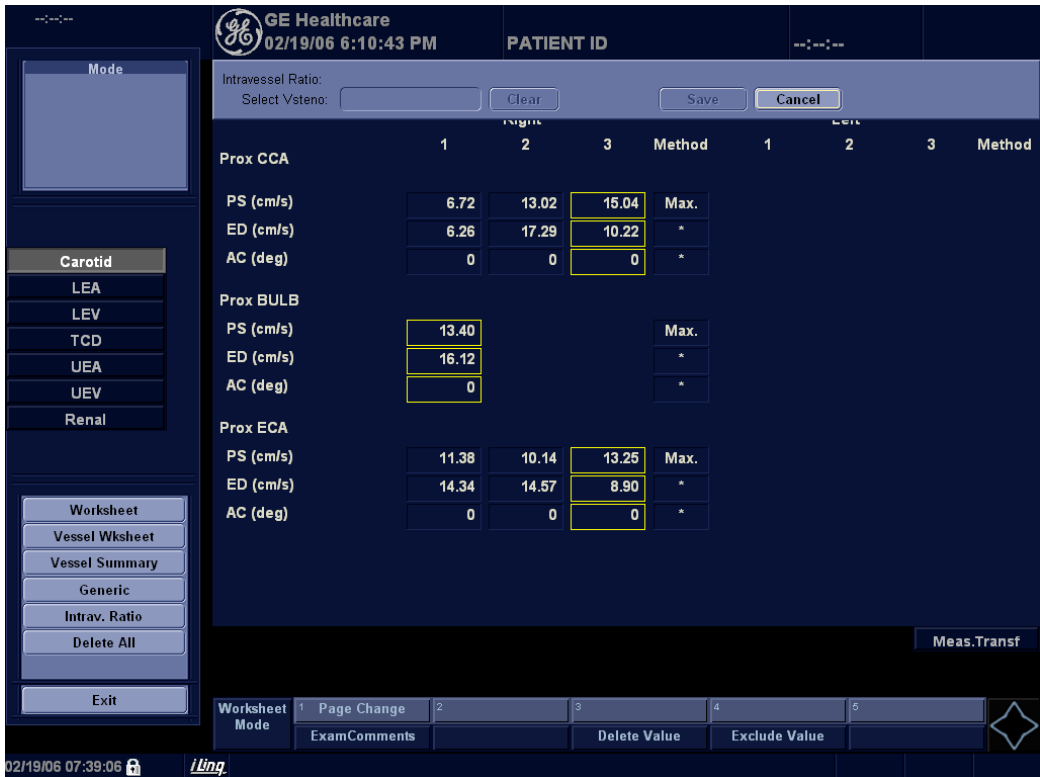 --:--:--
GE Healthcare
02/19/06 6:10:43 PM PATIENT ID --:--:--
Mode
Intravessel Ratio:
Select Vsteno: Clear Save Cancel
Right Left
1 2 3 Method 1 2 3 Method
Prox CCA
PS (cm/s) 6.72 13.02 15.04 Max.
ED (cm/s) 6.26 17.29 10.22 *
AC (deg) 0 0 0 *
Prox BULB
PS (cm/s) 13.40 Max.
ED (cm/s) 16.12 *
AC (deg) 0 *
Prox ECA
PS (cm/s) 11.38 10.14 13.25 Max.
ED (cm/s) 14.34 14.57 8.90 *
AC (deg) 0 0 0 *
Carotid
LEA
LEV
TCD
UEA
UEV
Renal
Worksheet
Vessel Wksheet
Vessel Summary
Generic
Intrav. Ratio
Delete All
Exit
Meas.Transf
Worksheet Mode
1 Page Change 2 3 4 5
ExamComments Delete Value Exclude Value
02/19/06 07:39:06 iLinq